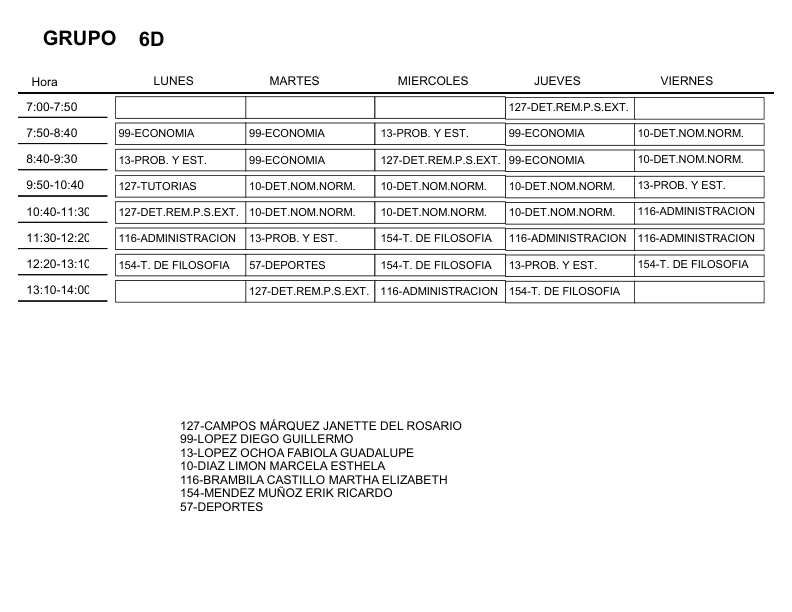 GRUPO 6D
Hora LUNES MARTES MIERCOLES JUEVES VIERNES
7:00-7:50 127-DET.REM.P.S.EXT.
7:50-8:40 99-ECONOMIA 99-ECONOMIA 13-PROB. Y EST. 99-ECONOMIA 10-DET.NOM.NORM.
8:40-9:30 13-PROB. Y EST. 99-ECONOMIA 127-DET.REM.P.S.EXT. 99-ECONOMIA 10-DET.NOM.NORM.
9:50-10:40 127-TUTORIAS 10-DET.NOM.NORM. 10-DET.NOM.NORM. 10-DET.NOM.NORM. 13-PROB. Y EST.
10:40-11:30 127-DET.REM.P.S.EXT. 10-DET.NOM.NORM. 10-DET.NOM.NORM. 10-DET.NOM.NORM. 116-ADMINISTRACION
11:30-12:20 116-ADMINISTRACION 13-PROB. Y EST. 154-T. DE FILOSOFIA 116-ADMINISTRACION 116-ADMINISTRACION
12:20-13:10 154-T. DE FILOSOFIA 57-DEPORTES 154-T. DE FILOSOFIA 13-PROB. Y EST. 154-T. DE FILOSOFIA
13:10-14:00 127-DET.REM.P.S.EXT. 116-ADMINISTRACION 154-T. DE FILOSOFIA
127-CAMPOS MÁRQUEZ JANETTE DEL ROSARIO
99-LOPEZ DIEGO GUILLERMO
13-LOPEZ OCHOA FABIOLA GUADALUPE
10-DIAZ LIMON MARCELA ESTHELA
116-BRAMBILA CASTILLO MARTHA ELIZABETH
154-MENDEZ MUÑOZ ERIK RICARDO
57-DEPORTES